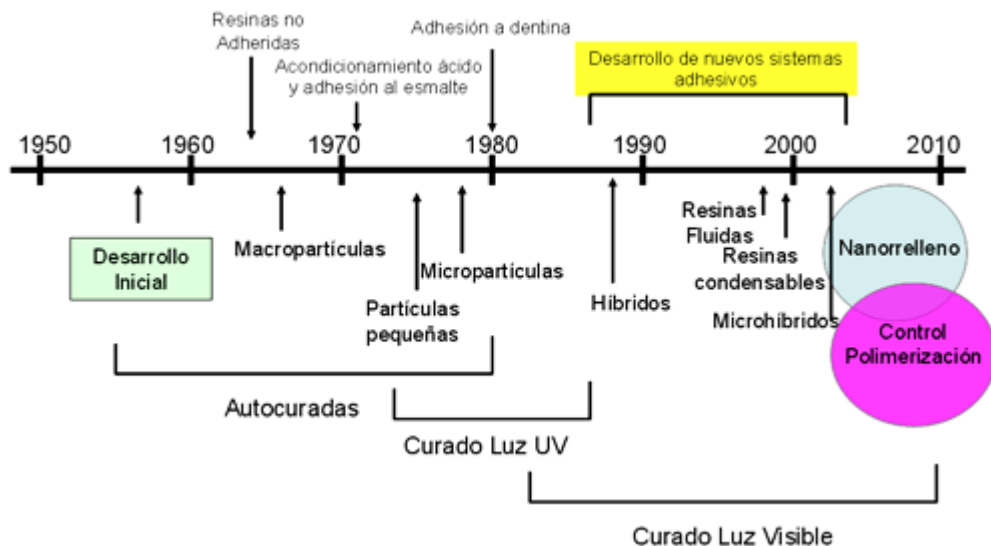 Resinas no
Adheridas
Acondicionamiento ácido
y adhesión al esmalte
Adhesión a dentina
Desarrollo de nuevos sistemas
adhesivos
1950
1960
1970
1980
1990
2000
2010
Desarrollo
Inicial
Macropartículas
Partículas
pequeñas
Micropartículas
Híbridos
Resinas
Fluidas
Resinas
condensables
Microhíbridos
Nanorrelleno
Control
Polimerización
Autocuradas
Curado Luz UV
Curado Luz Visible